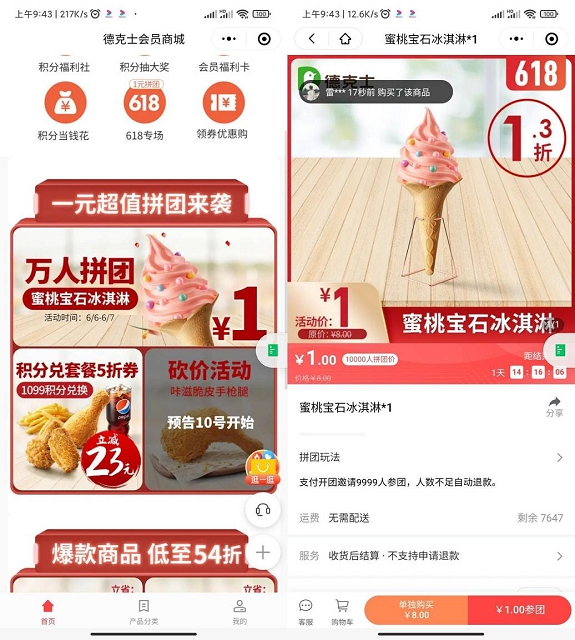 上午9:43 | 217K/s
100
德克士会员商城
积分福利社
积分抽大奖
会员福利卡
1元拼团
618
积分当钱花
618专场
领券优惠购
一元超值拼团来袭
万人拼团
蜜桃宝石冰淇淋
活动时间：6/6-6/7
¥1
积分兑套餐5折券
1099积分兑换
pepsi
立减
23元
砍价活动
咔滋脆皮手枪腿
预告10号开始
逛一逛
爆款商品 低至54折
立省:
立省:
首页
产品分类
我的
上午9:43 | 12.6K/s
100
蜜桃宝石冰淇淋*1
德克士
雷*** 17秒前 购买了该商品
618
1.3折
¥1
活动价:
原价:¥8.00
蜜桃宝石冰淇淋
¥1.00
10000人拼团价
价格¥8.00
距结束
1天 14 : 16 : 06
蜜桃宝石冰淇淋*1
分享
拼团玩法
支付开团邀请9999人参团，人数不足自动退款。
运费 无需配送
剩余 7647
服务 收货后结算 · 不支持申请退款
客服
购物车
单独购买
¥8.00
¥1.00参团